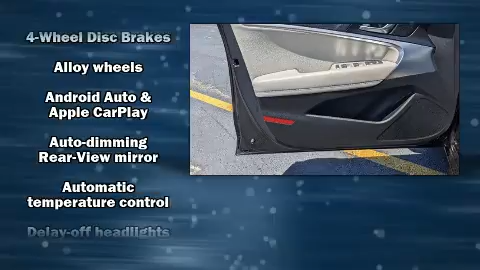 4-Wheel Disc Brakes
Alloy wheels
Android Auto &
Apple CarPlay
Auto-dimming
Rear-View mirror
Automatic
temperature control
Delay-off headlights